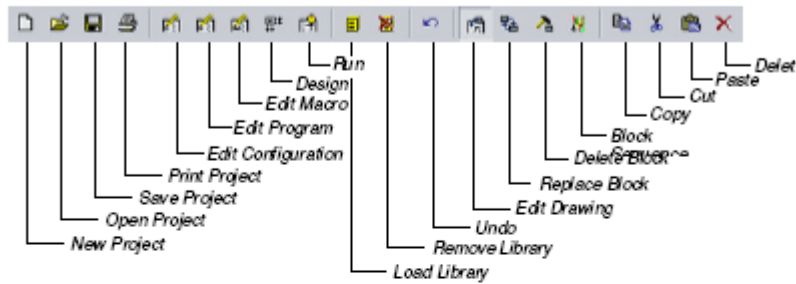 Run
Delet
Design
Paste
Edit Macro
Cut
Copy
Edit Program
Block
Sequence
Edit Configuration
Delete Block
Print Project
Replace Block
Save Project
Edit Drawing
Open Project
Undo
New Project
Remove Library
Load Library